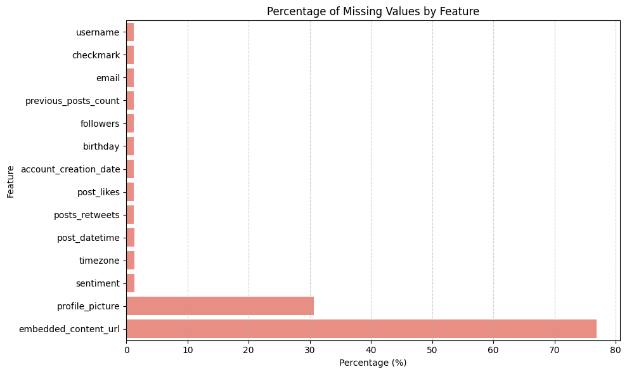 Percentage of Missing Values by Feature
Feature
username
checkmark
email
previous_posts_count
followers
birthday
account_creation_date
post_likes
posts_retweets
post_datetime
timezone
sentiment
profile_picture
embedded_content_url
0 10 20 30 40 50 60 70 80
Percentage (%)